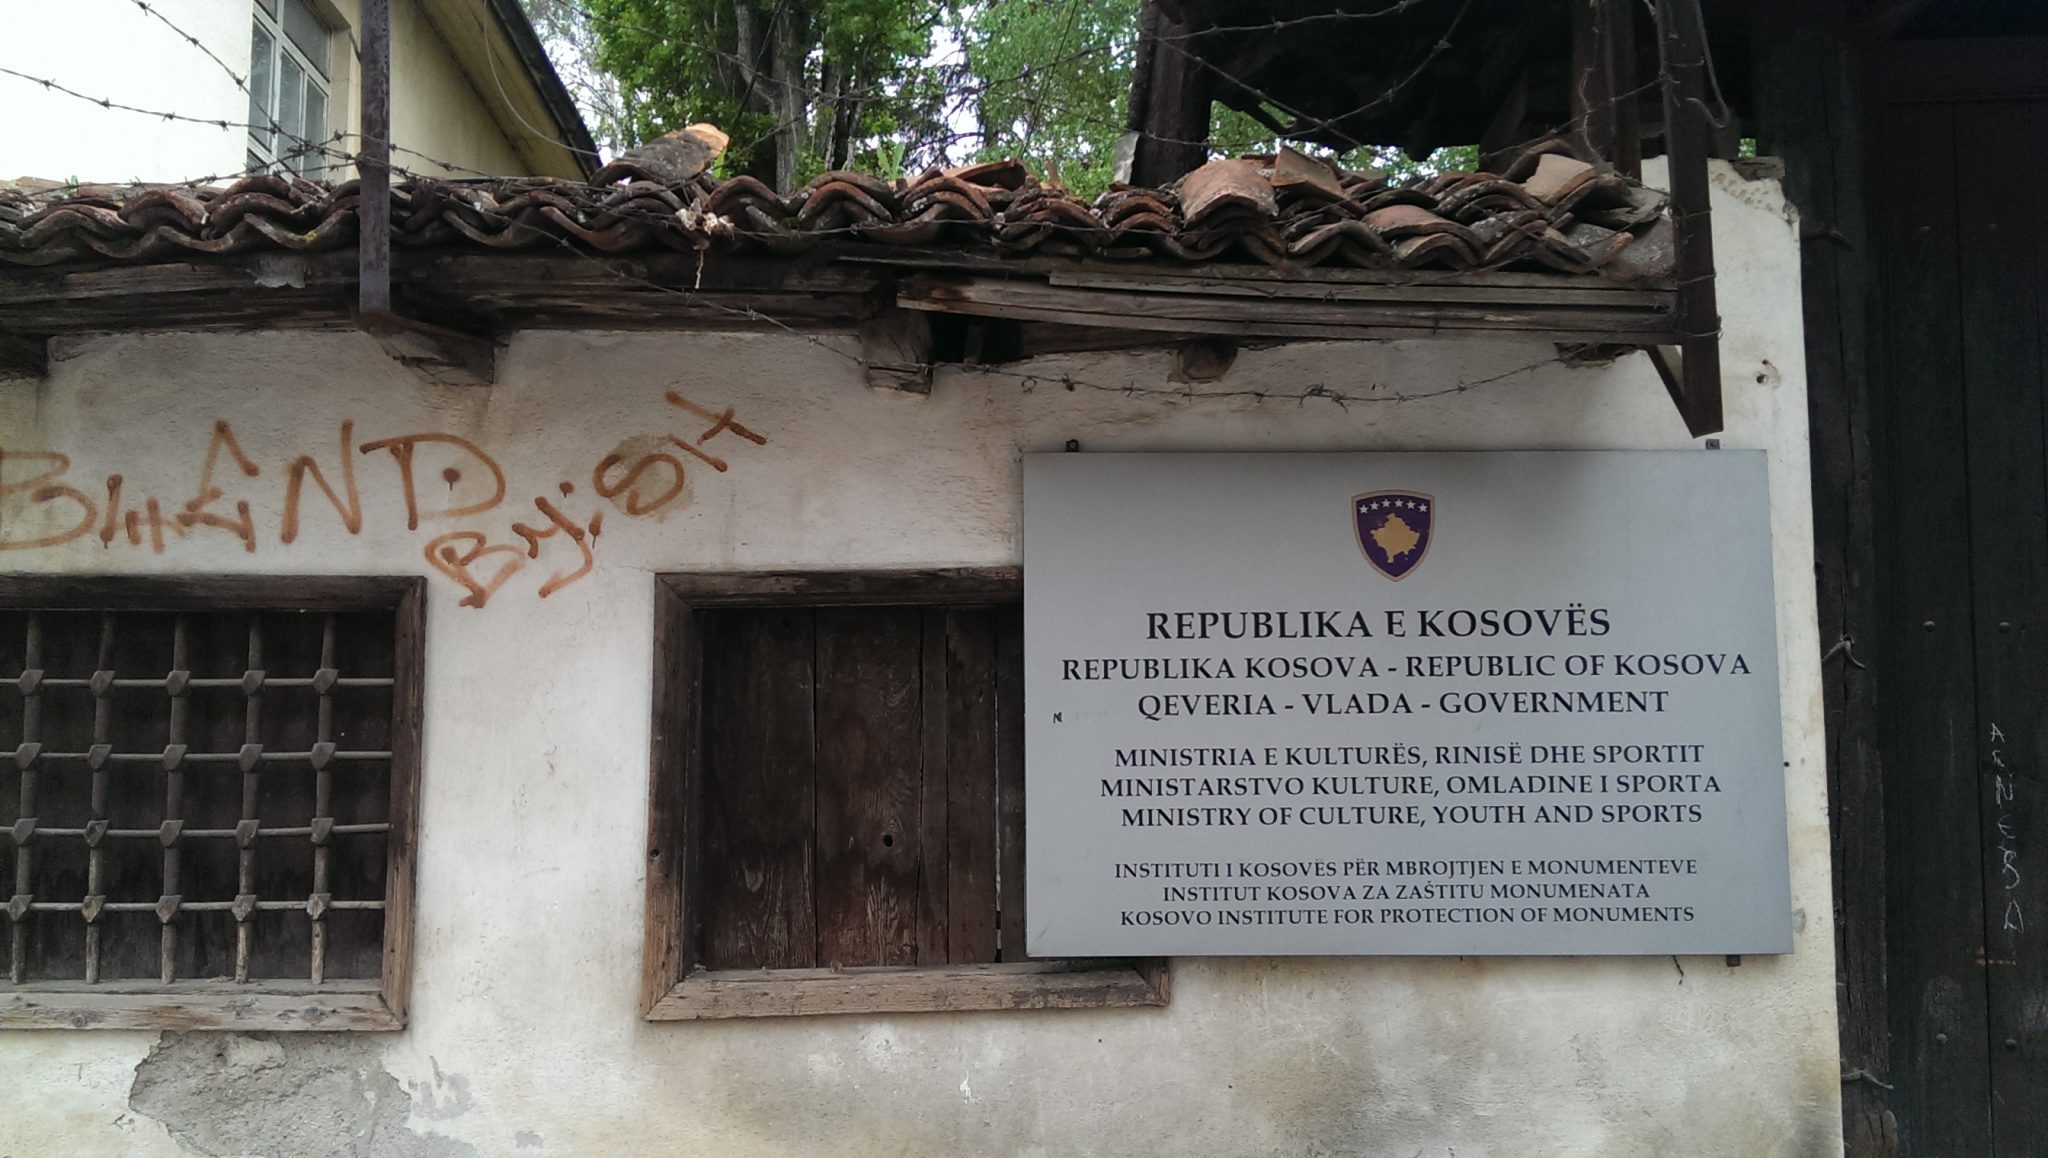 REPUBLIKA E KOSOVËS
REPUBLIKA KOSOVA - REPUBLIC OF KOSOVA
QEVERIA - VLADA - GOVERNMENT
MINISTRIA E KULTURËS, RINISË DHE SPORTIT
MINISTARSTVO KULTURE, OMLADINE I SPORTA
MINISTRY OF CULTURE, YOUTH AND SPORTS
INSTITUTI I KOSOVËS PËR MBROJTJEN E MONUMENTEVE
INSTITUT KOSOVA ZA ZAŠTITU MONUMENATA
KOSOVO INSTITUTE FOR PROTECTION OF MONUMENTS